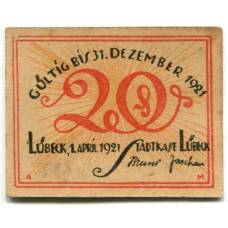 GÜLTIG BIS 31. DEZEMBER 1921
20
LÜBECK, 1. APRIL 1921 STADTKASSE LÜBECK
A M